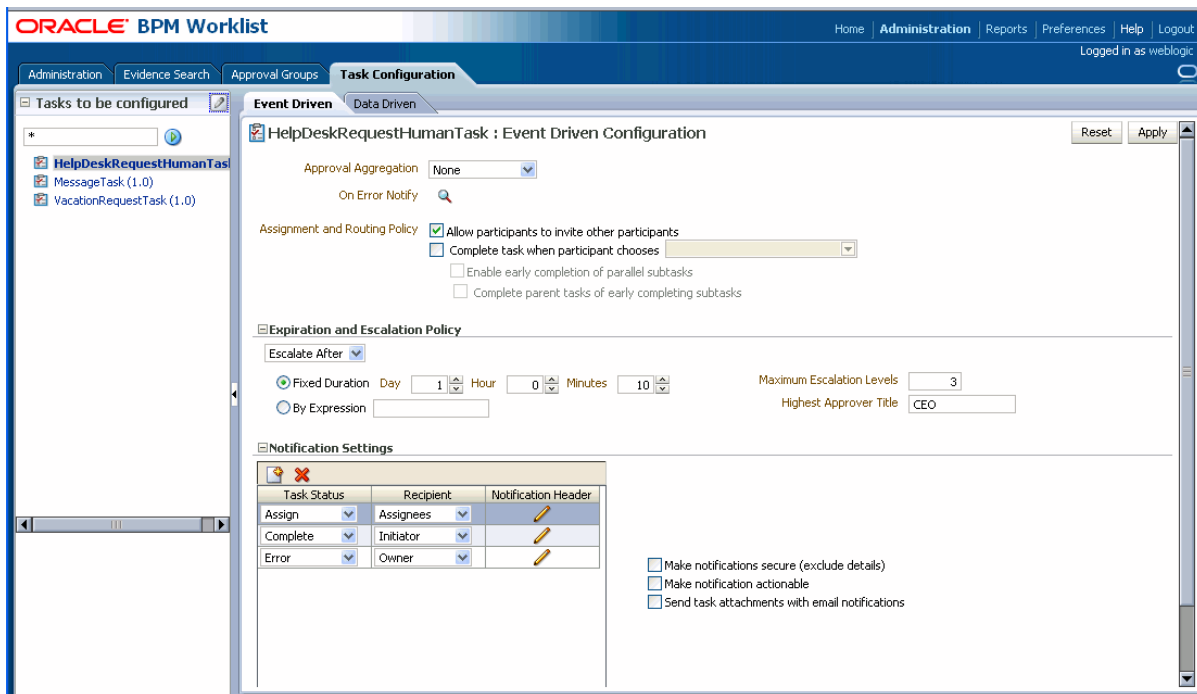 ORACLE BPM Worklist
Home Administration Reports Preferences Help Logout
Logged in as weblogic
Administration Evidence Search Approval Groups Task Configuration
Tasks to be configured
*
HelpDeskRequestHumanTas
MessageTask (1.0)
VacationRequestTask (1.0)
Event Driven Data Driven
HelpDeskRequestHumanTask : Event Driven Configuration
Reset Apply
Approval Aggregation None
On Error Notify
Assignment and Routing Policy Allow participants to invite other participants
Complete task when participant chooses
Enable early completion of parallel subtasks
Complete parent tasks of early completing subtasks
Expiration and Escalation Policy
Escalate After
Fixed Duration Day 1 Hour 0 Minutes 10 Maximum Escalation Levels 3
By Expression Highest Approver Title CEO
Notification Settings
Task Status Recipient Notification Header
Assign Assignees
Complete Initiator
Error Owner
Make notifications secure (exclude details)
Make notification actionable
Send task attachments with email notifications